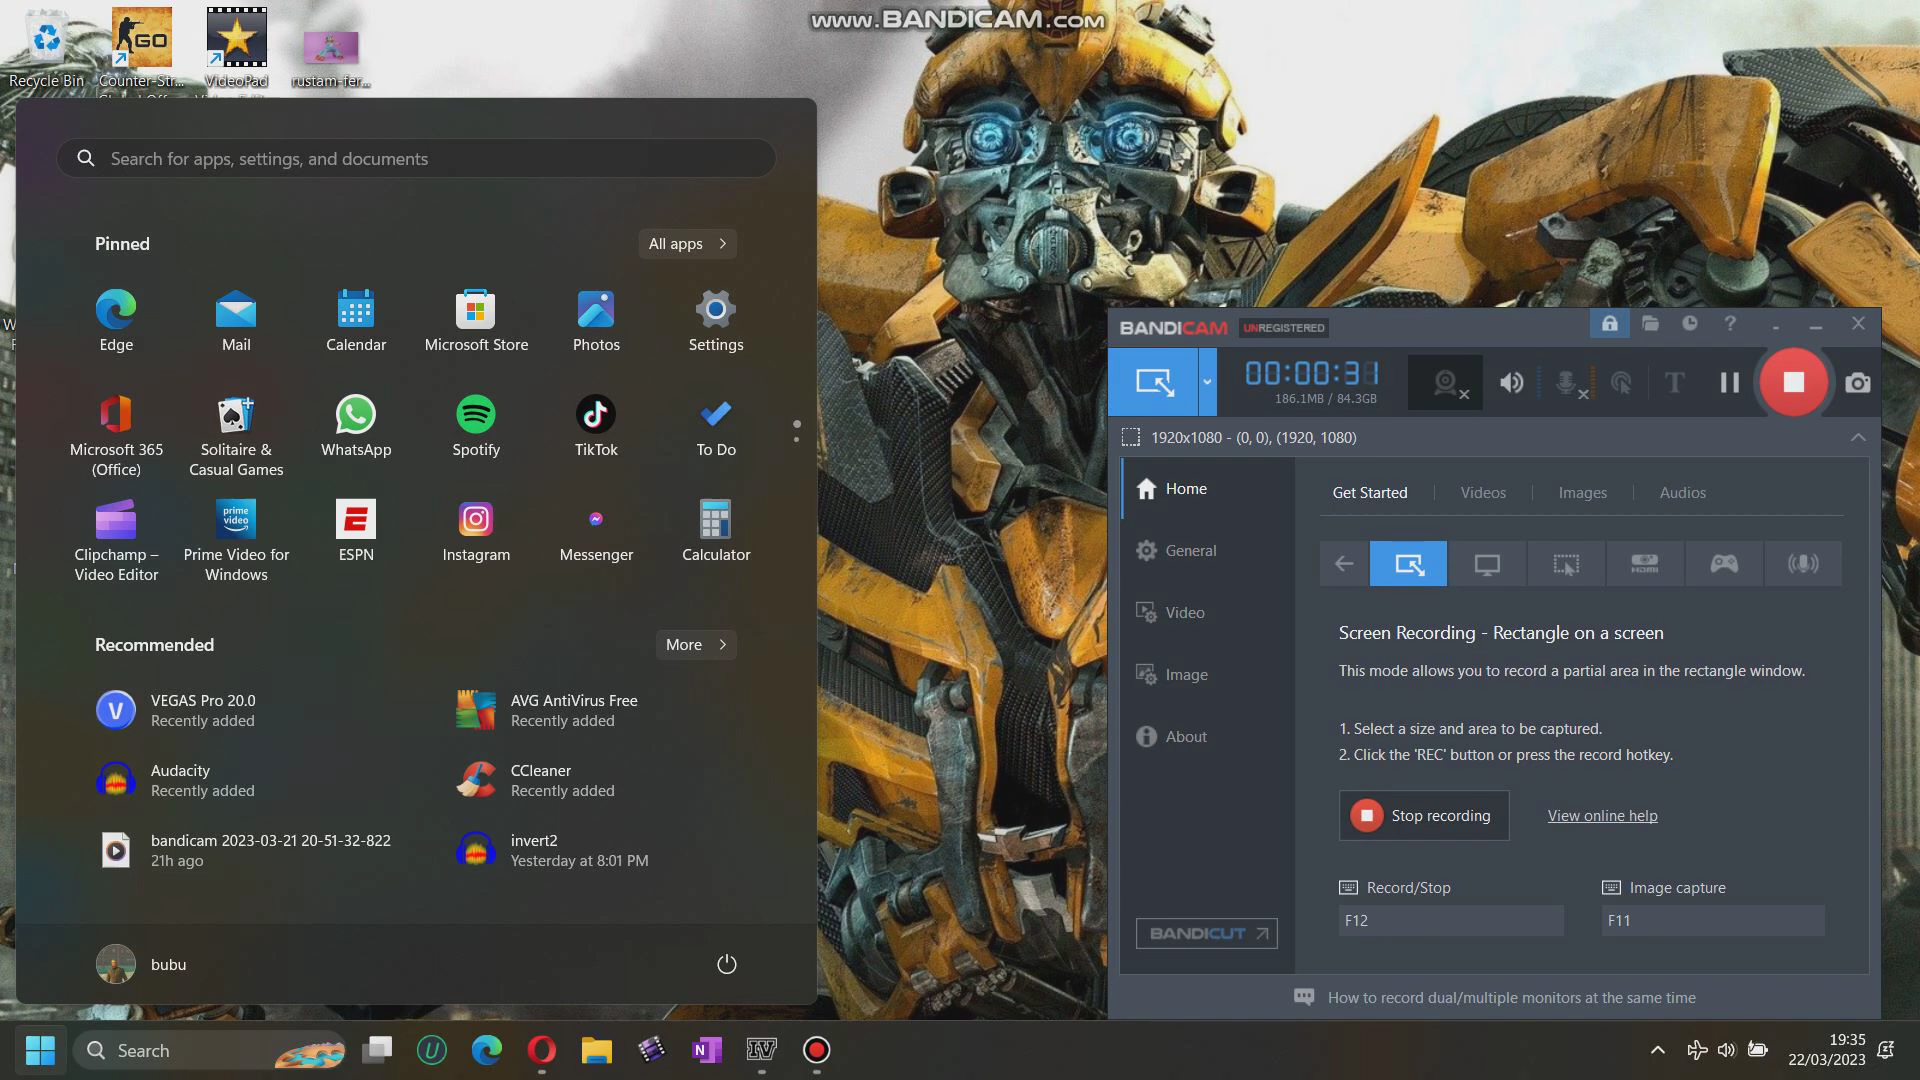 www.BANDICAM.com
Recycle Bin
Counter-Str...
VideoPad
rustam-fer...
GO
Search for apps, settings, and documents
Pinned
All apps
Edge
Mail
Calendar
Microsoft Store
Photos
Settings
Microsoft 365
(Office)
Solitaire &
Casual Games
WhatsApp
Spotify
TikTok
To Do
prime
video
Clipchamp –
Video Editor
Prime Video for
Windows
ESPN
Instagram
Messenger
Calculator
Recommended
More
V
VEGAS Pro 20.0
Recently added
AVG AntiVirus Free
Recently added
Audacity
Recently added
CCleaner
Recently added
bandicam 2023-03-21 20-51-32-822
21h ago
invert2
Yesterday at 8:01 PM
bubu
BANDICAM
UNREGISTERED
00:00:31
186.1MB / 84.3GB
1920x1080 - (0, 0), (1920, 1080)
Home
General
Video
Image
About
BANDICUT
Get Started
Videos
Images
Audios
HDMI
Screen Recording - Rectangle on a screen
This mode allows you to record a partial area in the rectangle window.
1. Select a size and area to be captured.
2. Click the 'REC' button or press the record hotkey.
Stop recording
View online help
Record/Stop
Image capture
F12
F11
How to record dual/multiple monitors at the same time
Search
IV
19:35
22/03/2023